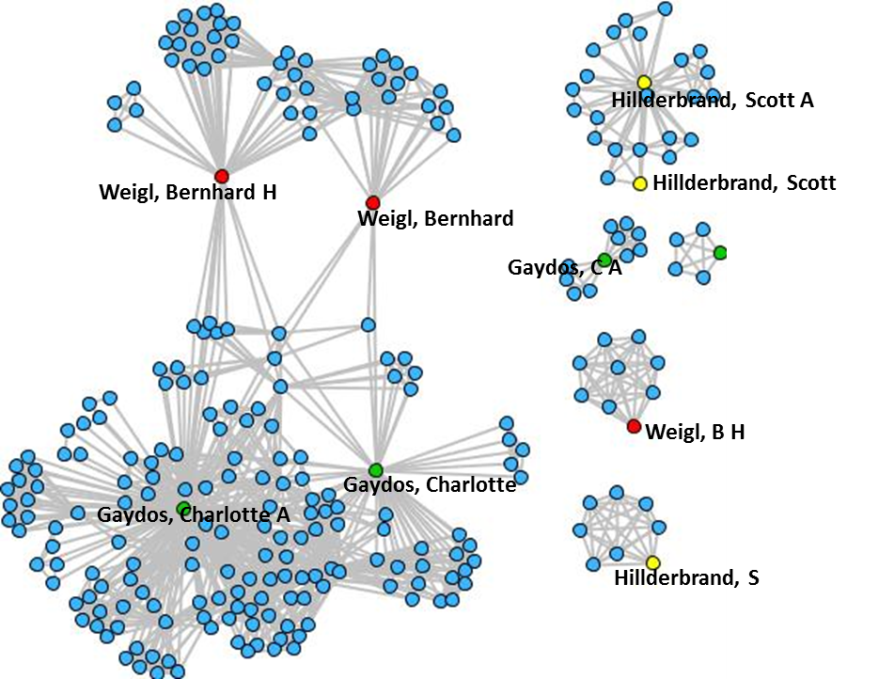 Hillderbrand, Scott A
Weigl, Bernhard H
Hillderbrand, Scott
Weigl, Bernhard
Gaydos, C A
Weigl, B H
Gaydos, Charlotte
Gaydos, Charlotte A
Hillderbrand, S